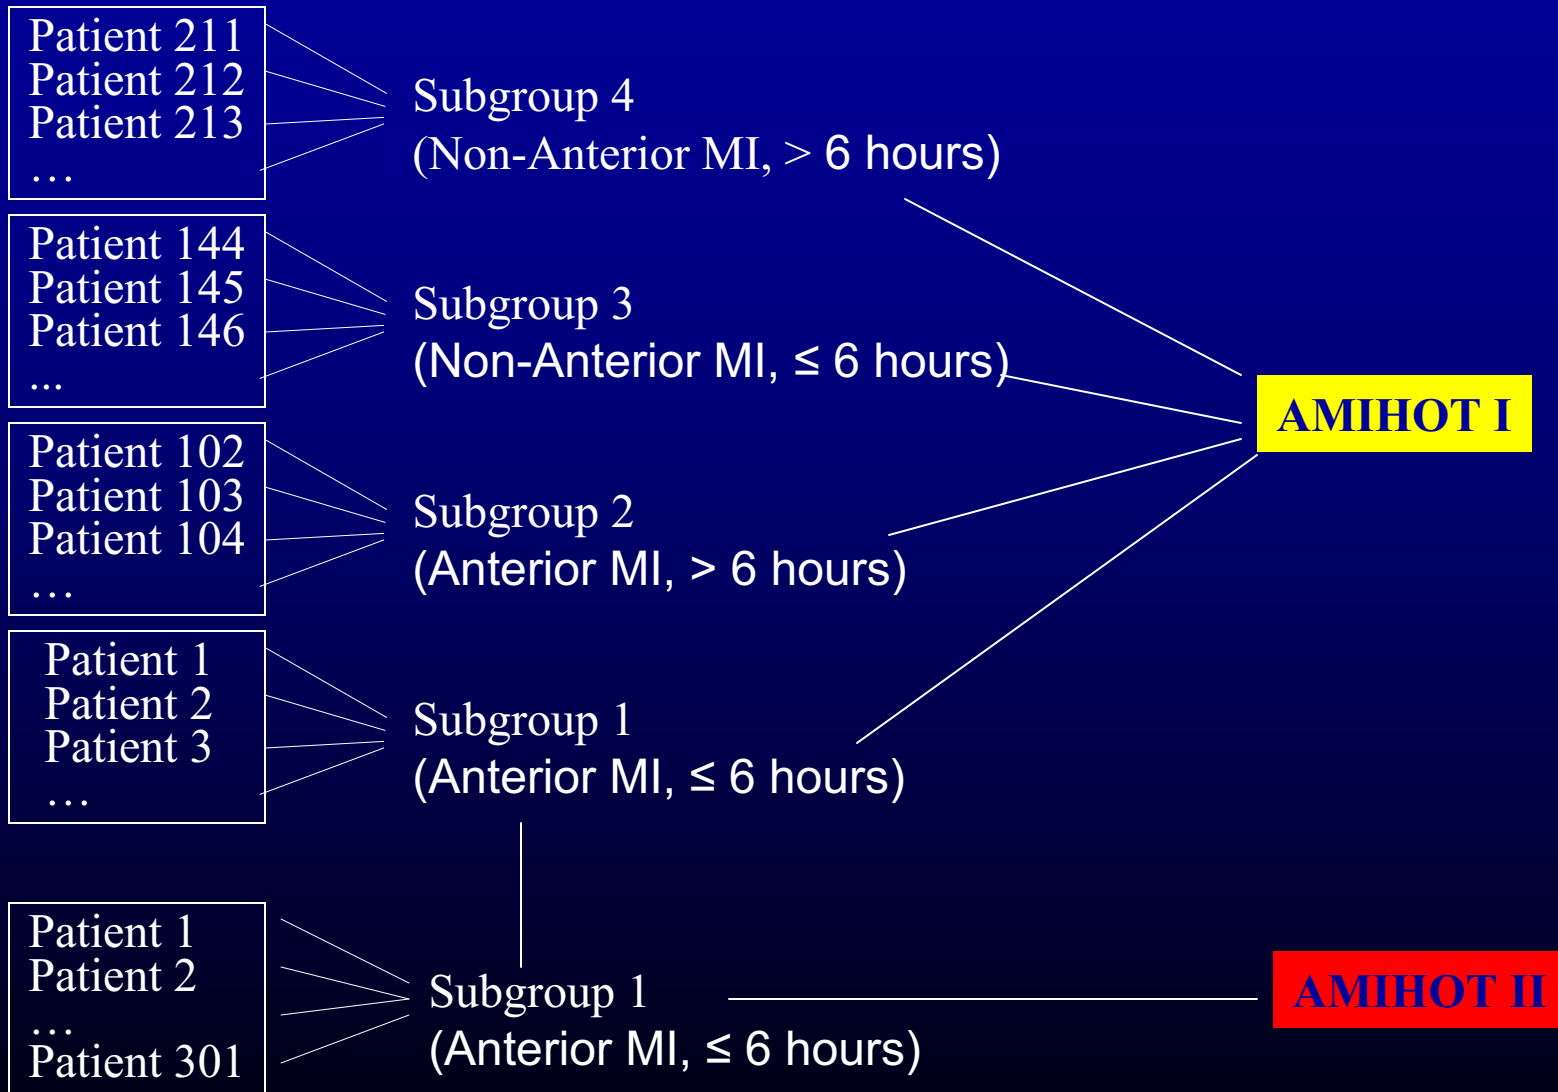 Patient 211
Patient 212
Patient 213
…
Subgroup 4
(Non-Anterior MI, > 6 hours)
Patient 144
Patient 145
Patient 146
...
Subgroup 3
(Non-Anterior MI, ≤ 6 hours)
AMIHOT I
Patient 102
Patient 103
Patient 104
…
Subgroup 2
(Anterior MI, > 6 hours)
Patient 1
Patient 2
Patient 3
…
Subgroup 1
(Anterior MI, ≤ 6 hours)
Patient 1
Patient 2
…
Patient 301
Subgroup 1
(Anterior MI, ≤ 6 hours)
AMIHOT II